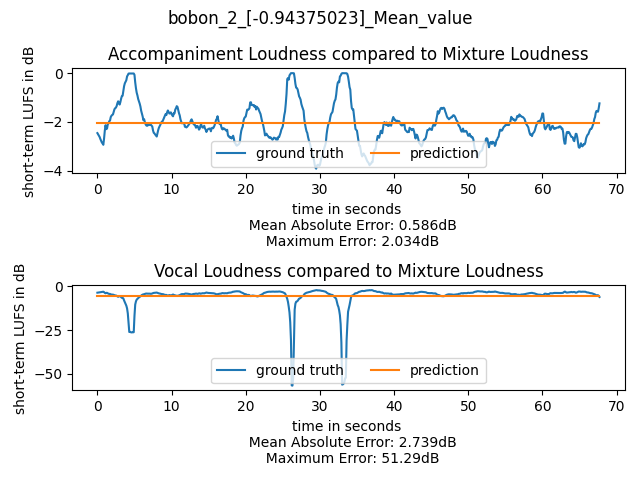 bobon_2_[-0.94375023]_Mean_value
Accompaniment Loudness compared to Mixture Loudness
short-term LUFS in dB
0
−2
−4
ground truth
prediction
0 10 20 30 40 50 60 70
time in seconds
Mean Absolute Error: 0.586dB
Maximum Error: 2.034dB
Vocal Loudness compared to Mixture Loudness
short-term LUFS in dB
0
−25
−50
ground truth
prediction
0 10 20 30 40 50 60 70
time in seconds
Mean Absolute Error: 2.739dB
Maximum Error: 51.29dB